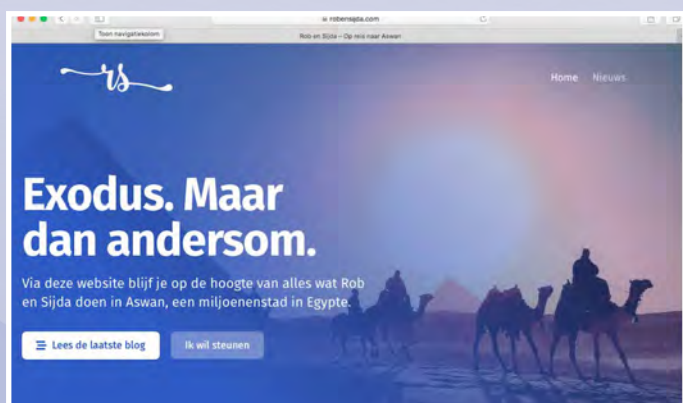 robensijda.com
Toon navigatiekolom
Rob en Sijda – Op reis naar Aswan
rs
Home Nieuws
Exodus. Maar
dan andersom.
Via deze website blijf je op de hoogte van alles wat Rob
en Sijda doen in Aswan, een miljoenenstad in Egypte.
Lees de laatste blog
Ik wil steunen